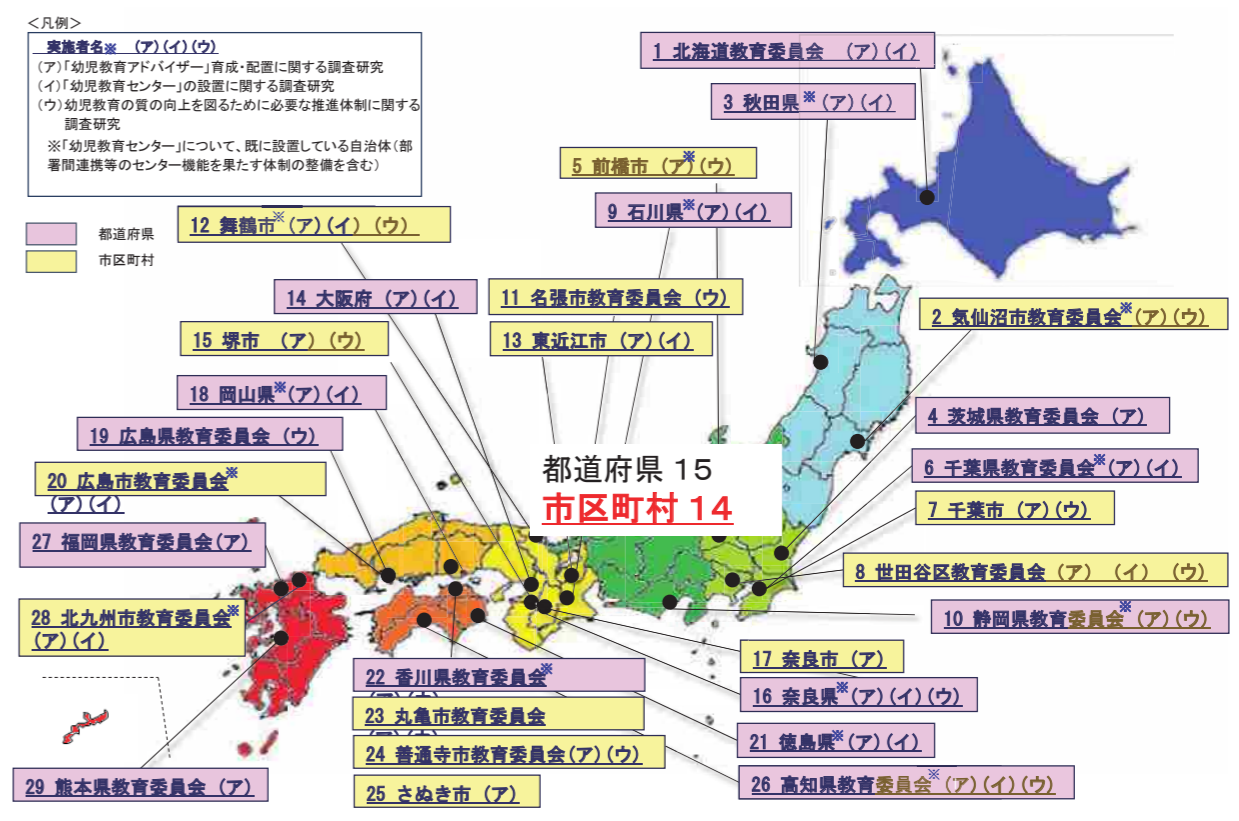 ＜凡例＞
実施者名※　（ア）（イ）（ウ）
（ア）「幼児教育アドバイザー」育成・配置に関する調査研究
（イ）「幼児教育センター」の設置に関する調査研究
（ウ）幼児教育の質の向上を図るために必要な推進体制に関する
調査研究
※「幼児教育センター」について、既に設置している自治体（部
署間連携等のセンター機能を果たす体制の整備を含む）
都道府県
市区町村
1 北海道教育委員会　（ア）（イ）
3 秋田県※（ア）（イ）
5 前橋市（ア）※（ウ）
9 石川県※（ア）（イ）
12 舞鶴市※（ア）（イ）（ウ）
14 大阪府（ア）（イ）
11 名張市教育委員会（ウ）
2 気仙沼市教育委員会※（ア）（ウ）
15 堺市　（ア）（ウ）
13 東近江市（ア）（イ）
18 岡山県※（ア）（イ）
4 茨城県教育委員会（ア）
19 広島県教育委員会（ウ）
都道府県 15
市区町村 14
6 千葉県教育委員会※（ア）（イ）
20 広島市教育委員会※
（ア）（イ）
7 千葉市（ア）（ウ）
27 福岡県教育委員会（ア）
8 世田谷区教育委員会（ア）（イ）（ウ）
28 北九州市教育委員会※
（ア）（イ）
10 静岡県教育委員会※（ア）（ウ）
17 奈良市（ア）
22 香川県教育委員会※
16 奈良県※（ア）（イ）（ウ）
23 丸亀市教育委員会
21 徳島県※（ア）（イ）
24 善通寺市教育委員会（ア）（ウ）
29 熊本県教育委員会（ア）
25 さぬき市（ア）
26 高知県教育委員会※（ア）（イ）（ウ）